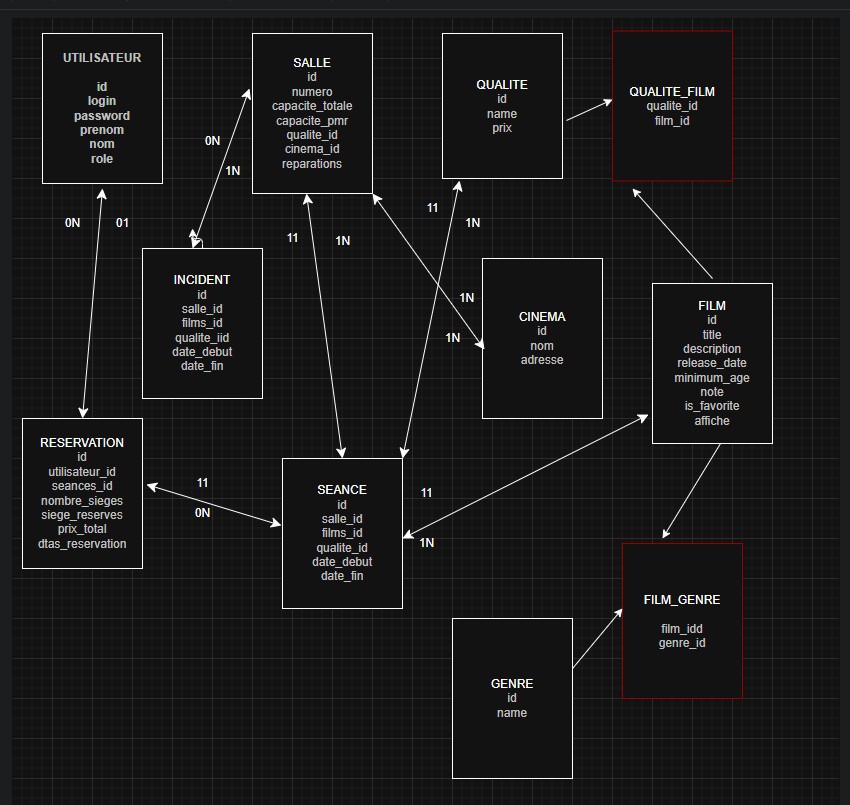 UTILISATEUR
id
login
password
prenom
nom
role
SALLE
id
numero
capacite_totale
capacite_pmr
qualite_id
cinema_id
reparations
QUALITE
id
name
prix
QUALITE_FILM
qualite_id
film_id
0N
1N
0N
01
11
1N
11
1N
INCIDENT
id
salle_id
films_id
qualite_iid
date_debut
date_fin
1N
1N
CINEMA
id
nom
adresse
FILM
id
title
description
release_date
minimum_age
note
is_favorite
affiche
RESERVATION
id
utilisateur_id
seances_id
nombre_sieges
siege_reserves
prix_total
dtas_reservation
11
0N
SEANCE
id
salle_id
films_id
qualite_id
date_debut
date_fin
11
1N
FILM_GENRE
film_idd
genre_id
GENRE
id
name